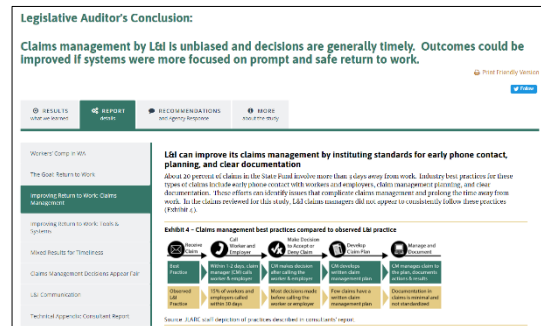 Legislative Auditor's Conclusion:
Claims management by L&I is unbiased and decisions are generally timely. Outcomes could be
improved if systems were more focused on prompt and safe return to work.
Print Friendly Version
Follow
RESULTS
what we learned
REPORT
details
RECOMMENDATIONS
and Agency Response
MORE
about the study
Workers' Comp in WA
The Goal: Return to Work
Improving Return to Work: Claims
Management
Improving Return to Work: Tools &
Systems
Mixed Results for Timeliness
Claims Management Decisions Appear Fair
L&I Communication
Technical Appendix: Consultant Report
L&I can improve its claims management by instituting standards for early phone contact,
planning, and clear documentation
About 20 percent of claims in the State Fund involve more than 3 days away from work. Industry best practices for these
types of claims include early phone contact with workers and employers, claim management planning, and clear
documentation. These efforts can identify issues that complicate claims management and prolong the time away from
work. In the claims reviewed for this study, L&I claims managers did not appear to consistently follow these practices
(Exhibit 4).
Exhibit 4 – Claims management best practices compared to observed L&I practice
Receive
Claim
Call
Worker and
Employer
Make Decision
to Accept or
Deny Claim
Develop
Claim Plan
Manage and
Document
Best
Practice
Within 1-2 days, claim
manager (CM) calls
worker & employer
CM makes decision
after calling the
worker & employer
CM develops
written claim
management plan
CM manages claim to
the plan, documents
actions & results
Observed
L&I
Practice
15% of workers and
employers called
within 30 days
Most decisions made
before calling the
worker or employer
Few claims have a
written claim
management plan
Documentation in
claims is minimal and
not standardized
Source: JLARC staff depiction of practices described in consultants' report.